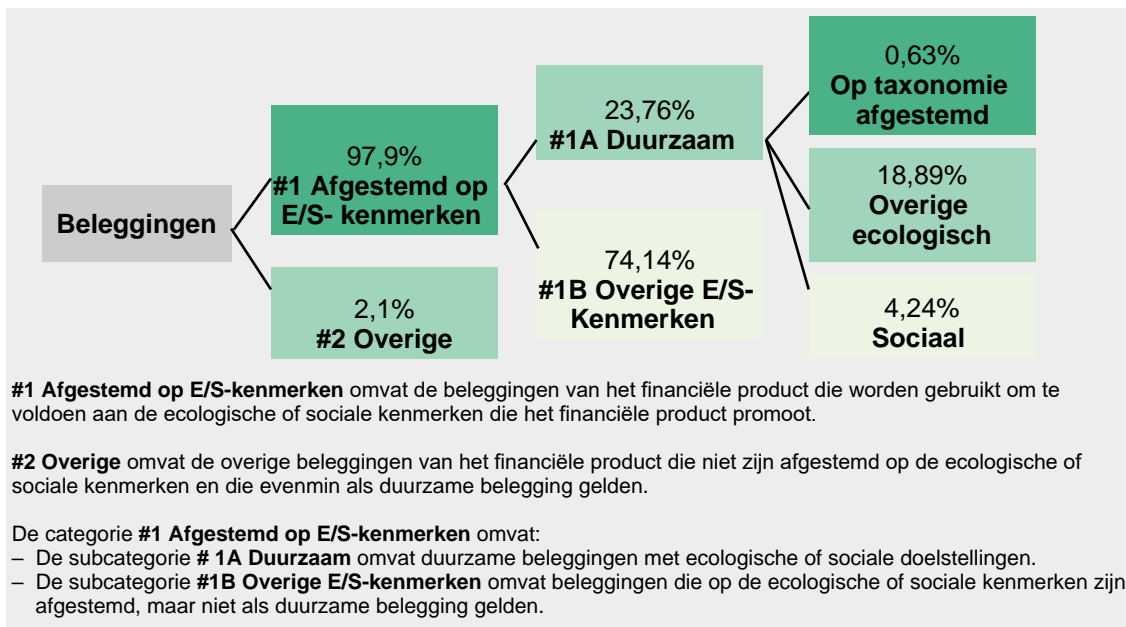 Beleggingen
97,9%
#1 Afgestemd op
E/S- kenmerken
2,1%
#2 Overige
23,76%
#1A Duurzaam
74,14%
#1B Overige E/S-
Kenmerken
0,63%
Op taxonomie
afgestemd
18,89%
Overige
ecologisch
4,24%
Sociaal
#1 Afgestemd op E/S-kenmerken omvat de beleggingen van het financiële product die worden gebruikt om te
voldoen aan de ecologische of sociale kenmerken die het financiële product promoot.
#2 Overige omvat de overige beleggingen van het financiële product die niet zijn afgestemd op de ecologische of
sociale kenmerken en die evenmin als duurzame belegging gelden.
De categorie #1 Afgestemd op E/S-kenmerken omvat:
– De subcategorie # 1A Duurzaam omvat duurzame beleggingen met ecologische of sociale doelstellingen.
– De subcategorie #1B Overige E/S-kenmerken omvat beleggingen die op de ecologische of sociale kenmerken zijn
afgestemd, maar niet als duurzame belegging gelden.